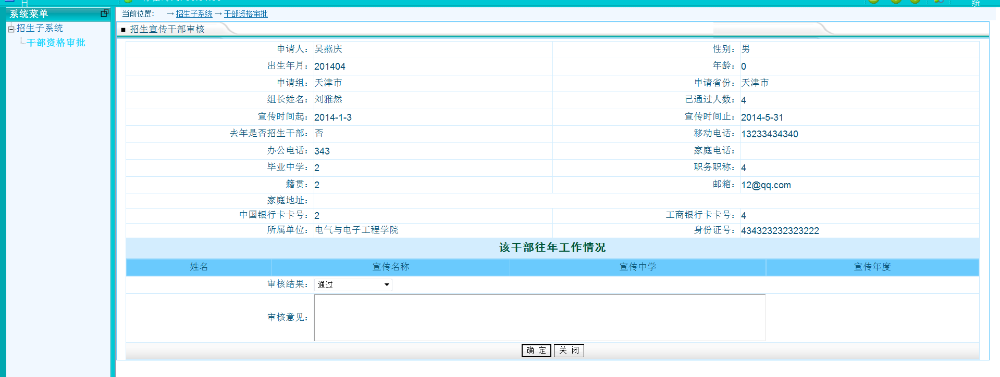 日
统
系统菜单
招生子系统
干部资格审批
当前位置： →招生子系统→干部资格审批
■ 招生宣传干部审核
申请人： 吴燕庆 性别： 男
出生年月： 201404 年龄： 0
申请组： 天津市 申请省份： 天津市
组长姓名： 刘雅然 已通过人数： 4
宣传时间起： 2014-1-3 宣传时间止： 2014-5-31
去年是否招生干部： 否 移动电话： 13233434340
办公电话： 343 家庭电话：
毕业中学： 2 职务职称： 4
籍贯： 2 邮箱： 12@qq.com
家庭地址：
中国银行卡卡号： 2 工商银行卡卡号： 4
所属单位： 电气与电子工程学院 身份证号： 434323232323222
该干部往年工作情况
姓名 宣传名称 宣传中学 宣传年度
审核结果： 通过
审核意见：
确 定 关 闭